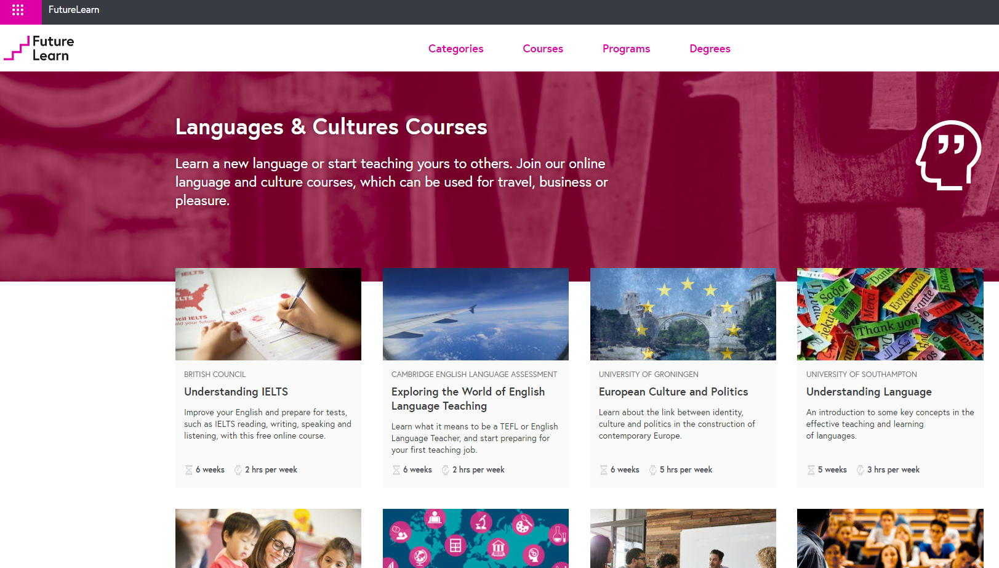 FutureLearn
Future
Learn
Categories
Courses
Programs
Degrees
Languages & Cultures Courses
Learn a new language or start teaching yours to others. Join our online
language and culture courses, which can be used for travel, business or
pleasure.
IELTS
IELTS
Merci
Thank you
BRITISH COUNCIL
Understanding IELTS
Improve your English and prepare for tests,
such as IELTS reading, writing, speaking and
listening, with this free online course.
6 weeks
2 hrs per week
CAMBRIDGE ENGLISH LANGUAGE ASSESSMENT
Exploring the World of English
Language Teaching
Learn what it means to be a TEFL or English
Language Teacher, and start preparing for
your first teaching job.
6 weeks
2 hrs per week
UNIVERSITY OF GRONINGEN
European Culture and Politics
Learn about the link between identity,
culture and politics in the construction of
contemporary Europe.
6 weeks
5 hrs per week
UNIVERSITY OF SOUTHAMPTON
Understanding Language
An introduction to some key concepts in the
effective teaching and learning
of languages.
5 weeks
3 hrs per week